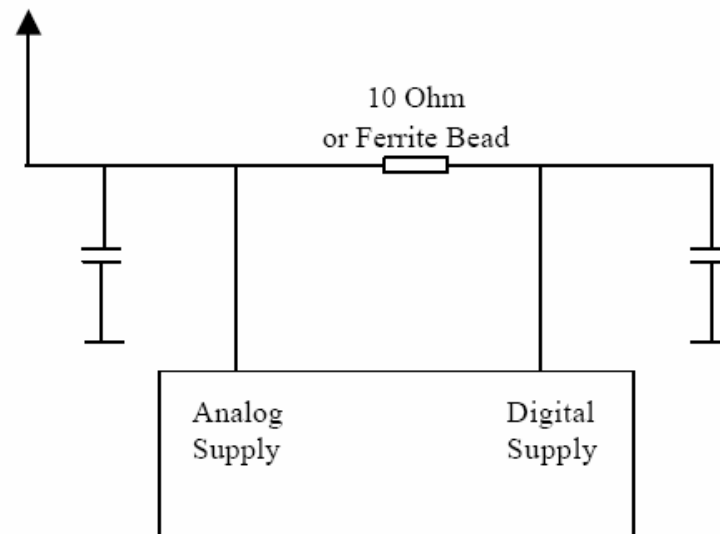 10 Ohm
or Ferrite Bead
Analog
Supply
Digital
Supply